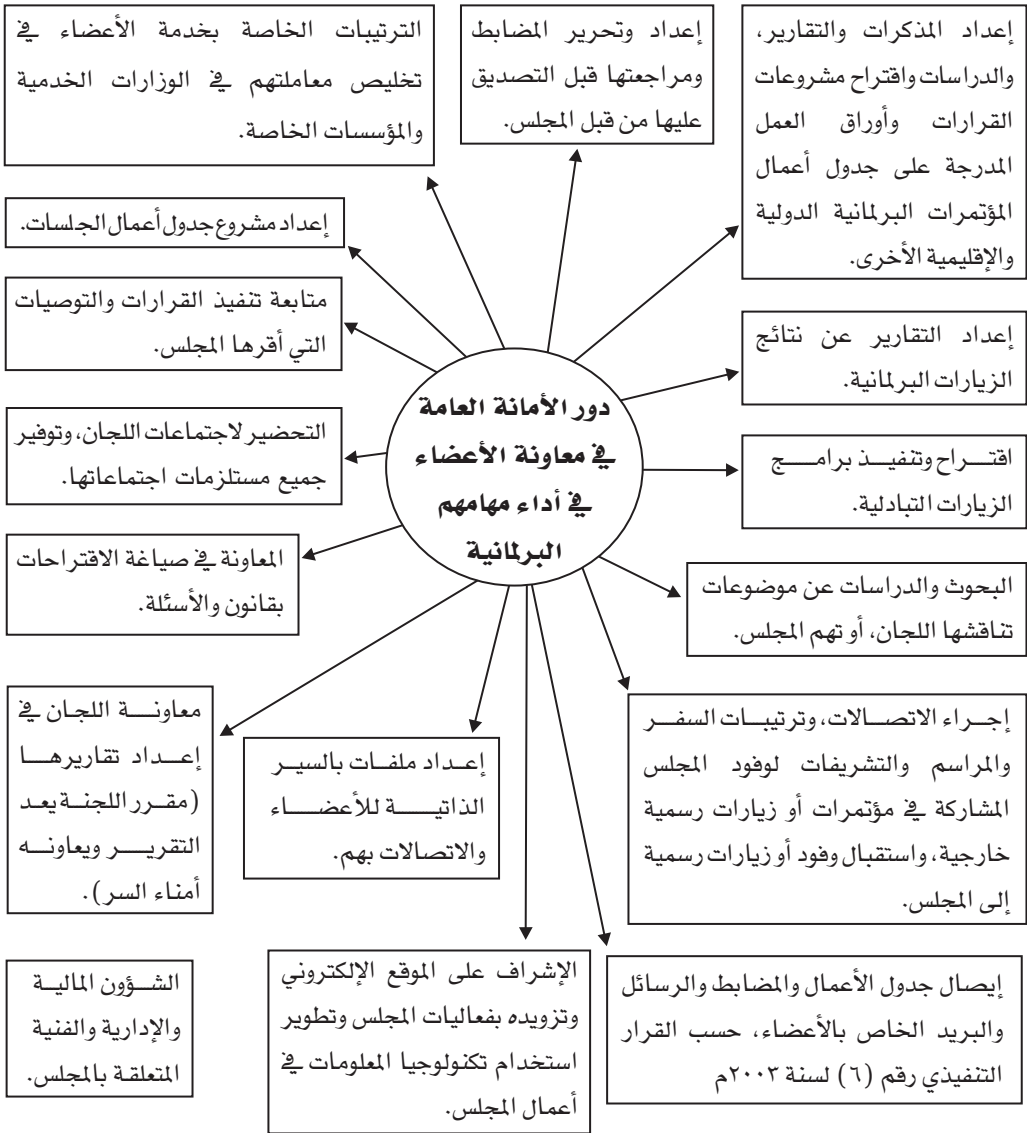 إعداد المذكرات والتقارير،
والدراسات واقتراح مشروعات
القرارات وأوراق العمل
المدرجة على جدول أعمال
المؤتمرات البرلمانية الدولية
والإقليمية الأخرى.
إعداد وتحرير المضابط
ومراجعتها قبل التصديق
عليها من قبل المجلس.
الترتيبات الخاصة بخدمة الأعضاء في
تخليص معاملتهم في الوزارات الخدمية
والمؤسسات الخاصة.
إعداد مشروع جدول أعمال الجلسات.
متابعة تنفيذ القرارات والتوصيات
التي أقرها المجلس.
إعداد التقارير عن نتائج
الزيارات البرلمانية.
دور الأمانة العامة
في معاونة الأعضاء
في أداء مهامهم
البرلمانية
التحضير لاجتماعات اللجان، وتوفير
جميع مستلزمات اجتماعاتها.
اقتراح وتنفيذ برامج
الزيارات التبادلية.
المعاونة في صياغة الاقتراحات
بقانون والأسئلة.
البحوث والدراسات عن موضوعات
تناقشها اللجان، أو تهم المجلس.
إجراء الاتصالات، وترتيبات السفر
والمراسم والتشريفات لوفود المجلس
المشاركة في مؤتمرات أو زيارات رسمية
خارجية، واستقبال وفود أو زيارات رسمية
إلى المجلس.
إعداد ملفات بالسير
الذاتية للأعضاء
والاتصالات بهم.
معاونة اللجان في
إعداد تقاريرها
(مقرر اللجنة يعد
التقرير ويعاونه
أمناء السر).
إيصال جدول الأعمال والمضابط والرسائل
والبريد الخاص بالأعضاء، حسب القرار
التنفيذي رقم (٦) لسنة ٢٠٠٣م
الإشراف على الموقع الإلكتروني
وتزويده بفعاليات المجلس وتطوير
استخدام تكنولوجيا المعلومات في
أعمال المجلس.
الشؤون المالية
والإدارية والفنية
المتعلقة بالمجلس.